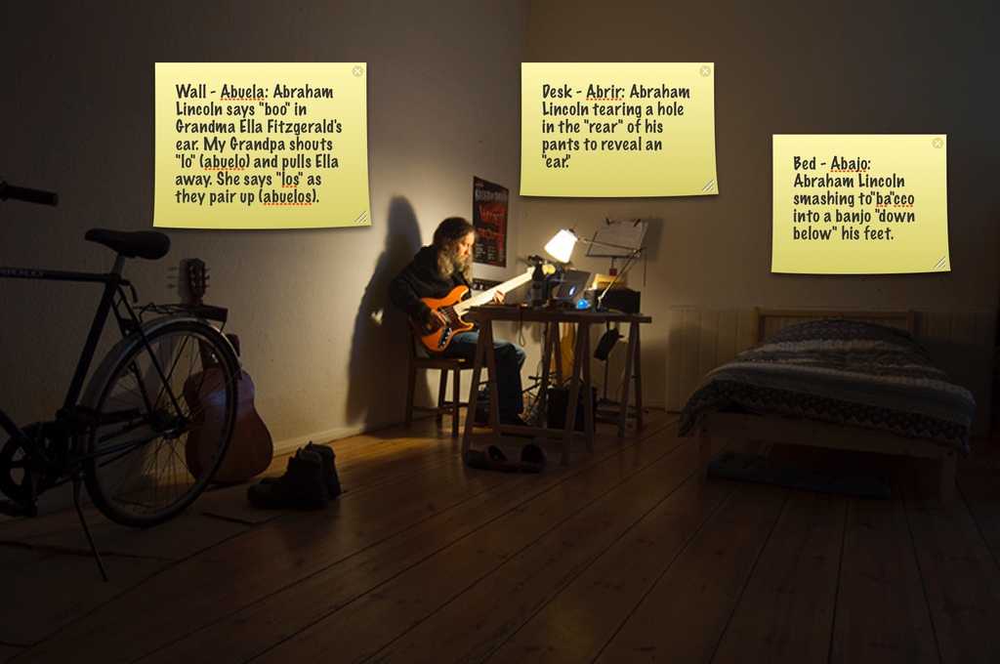 Wall - Abuela: Abraham
Lincoln says "boo" in
Grandma Ella Fitzgerald's
ear. My Grandpa shouts
"lo" (abuelo) and pulls Ella
away. She says "los" as
they pair up (abuelos).
Desk - Abrir: Abraham
Lincoln tearing a hole
in the "rear" of his
pants to reveal an
"ear."
Bed - Abajo:
Abraham Lincoln
smashing to"ba"cco
into a banjo "down
below" his feet.